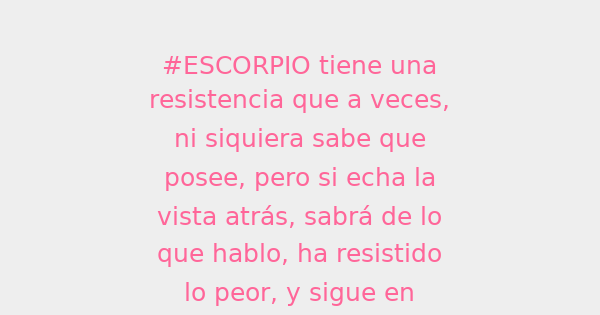 #ESCORPIO tiene una
resistencia que a veces,
ni siquiera sabe que
posee, pero si echa la
vista atrás, sabrá de lo
que hablo, ha resistido
lo peor, y sigue en